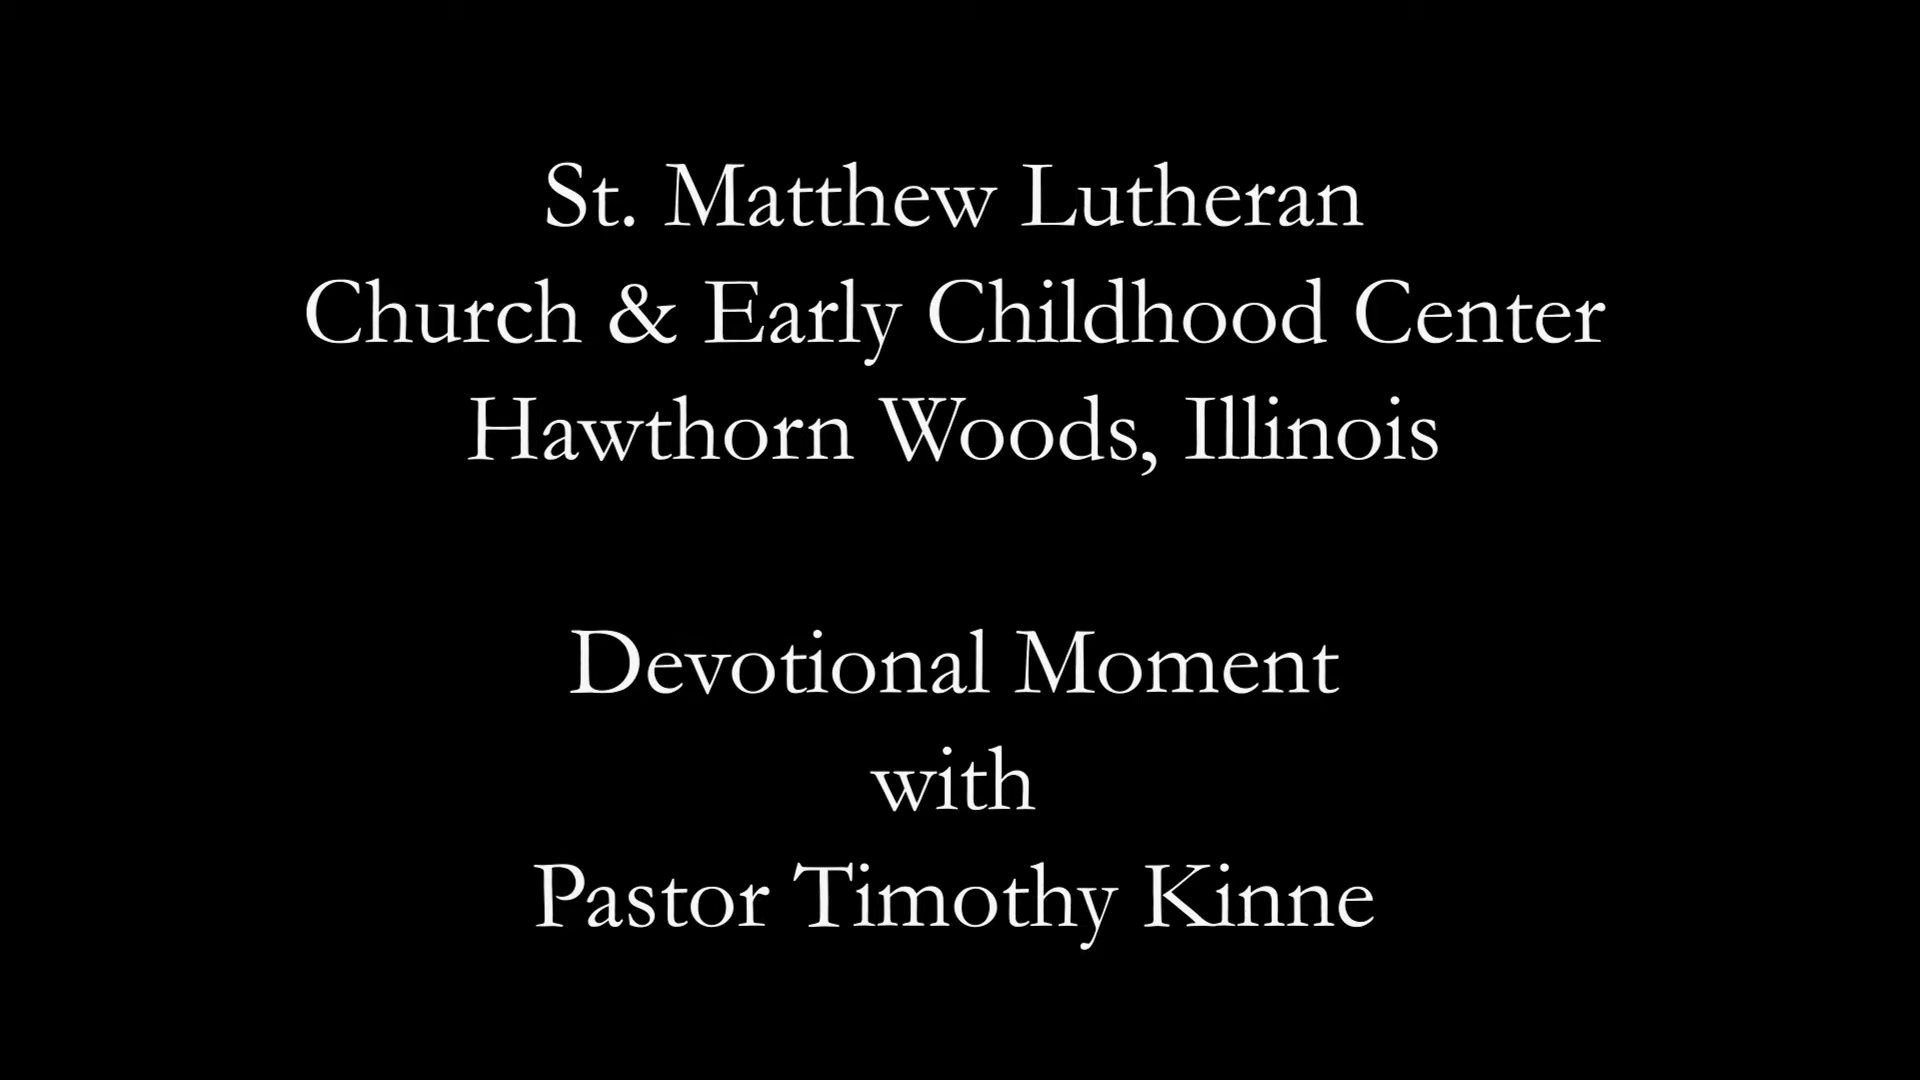 St. Matthew Lutheran
Church & Early Childhood Center
Hawthorn Woods, Illinois
Devotional Moment
with
Pastor Timothy Kinne